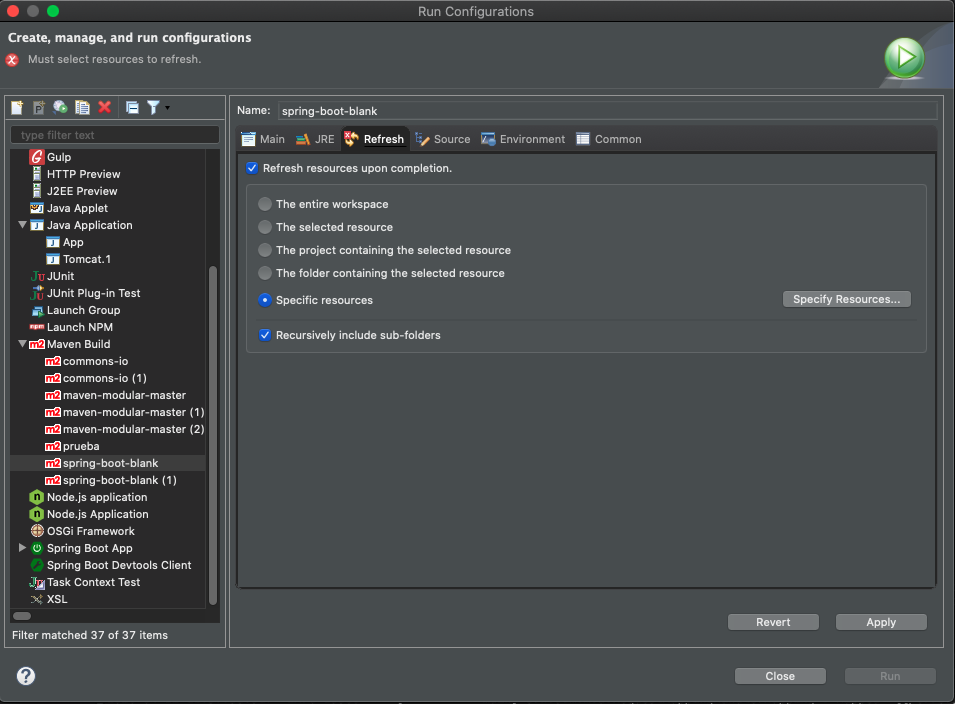 Run Configurations
Create, manage, and run configurations
Must select resources to refresh.
type filter text
Gulp
HTTP Preview
J2EE Preview
Java Applet
Java Application
App
Tomcat.1
JUnit
JUnit Plug-in Test
Launch Group
Launch NPM
Maven Build
commons-io
commons-io (1)
maven-modular-master
maven-modular-master (1)
maven-modular-master (2)
prueba
spring-boot-blank
spring-boot-blank (1)
Node.js application
Node.js Application
OSGi Framework
Spring Boot App
Spring Boot Devtools Client
Task Context Test
XSL
Filter matched 37 of 37 items
Name: spring-boot-blank
Main JRE Refresh Source Environment Common
Refresh resources upon completion.
The entire workspace
The selected resource
The project containing the selected resource
The folder containing the selected resource
Specific resources Specify Resources...
Recursively include sub-folders
Revert Apply
? Close Run